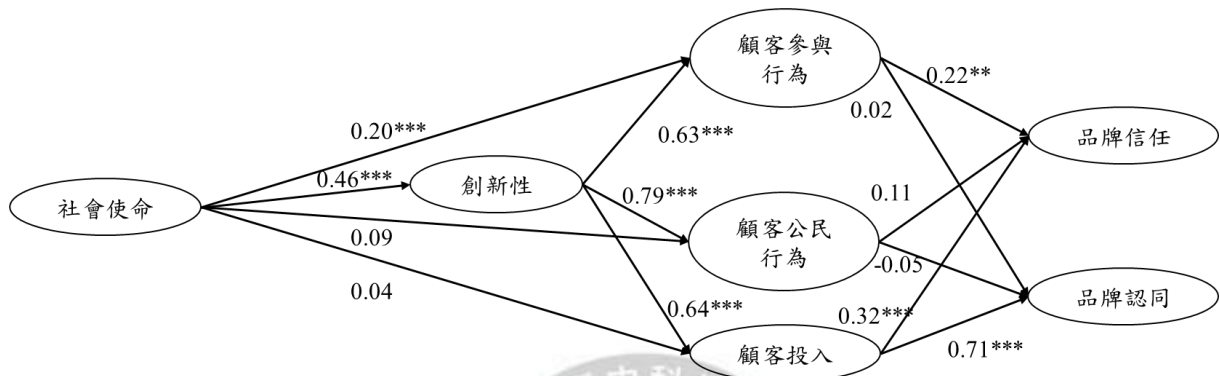 顧客參與
行為
0.22**
0.02
0.20***
0.63***
品牌信任
0.46***
創新性
0.79***
0.11
社會使命
顧客公民
行為
0.09
-0.05
0.04
品牌認同
0.64***
0.32***
顧客投入
0.71***
中科